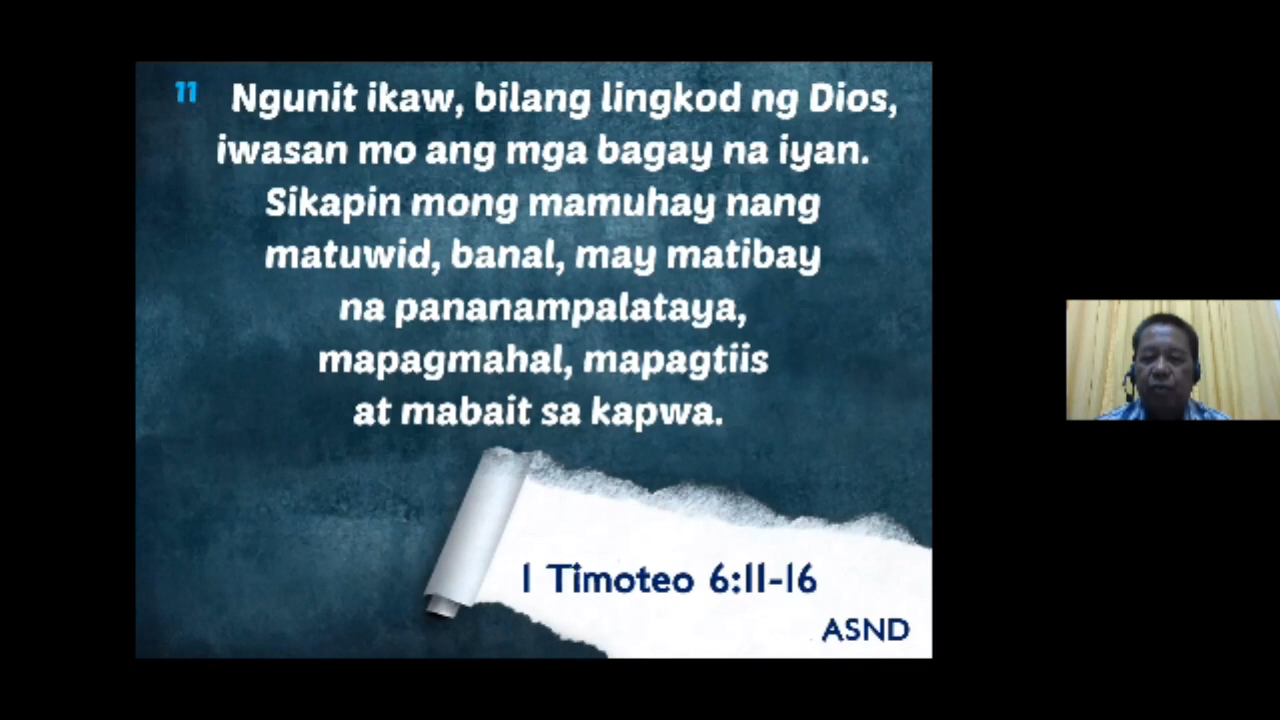 11 Ngunit ikaw, bilang lingkod ng Dios,
iwasan mo ang mga bagay na iyan.
Sikapin mong mamuhay nang
matuwid, banal, may matibay
na pananampalataya,
mapagmahal, mapagtiis
at mabait sa kapwa.
1 Timoteo 6:11-16
ASND